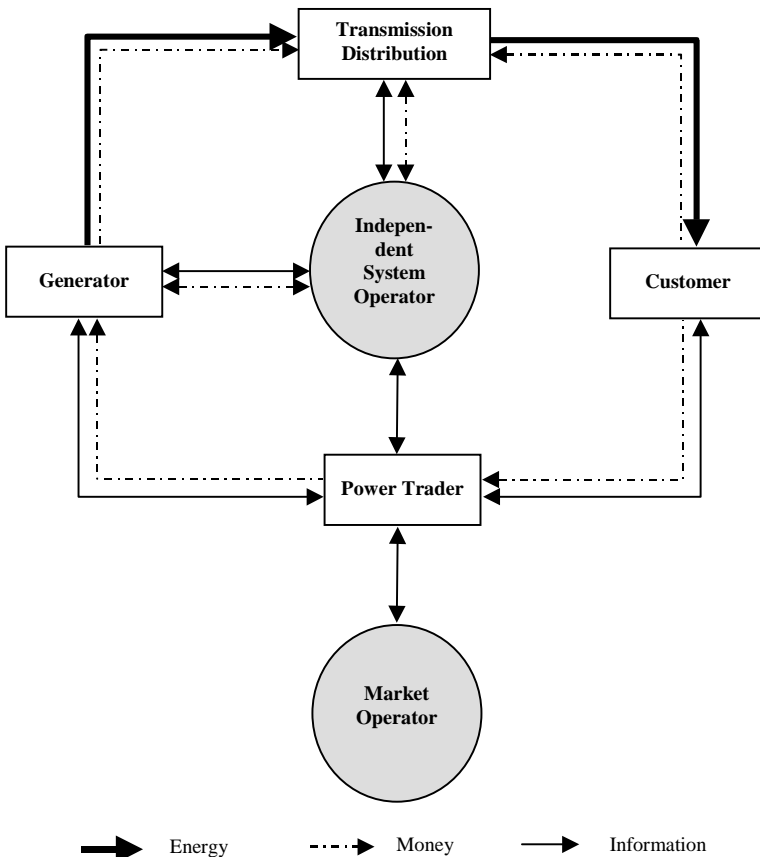 Transmission
Distribution
Indepen-
dent
System
Operator
Generator
Customer
Power Trader
Market
Operator
Energy
Money
Information